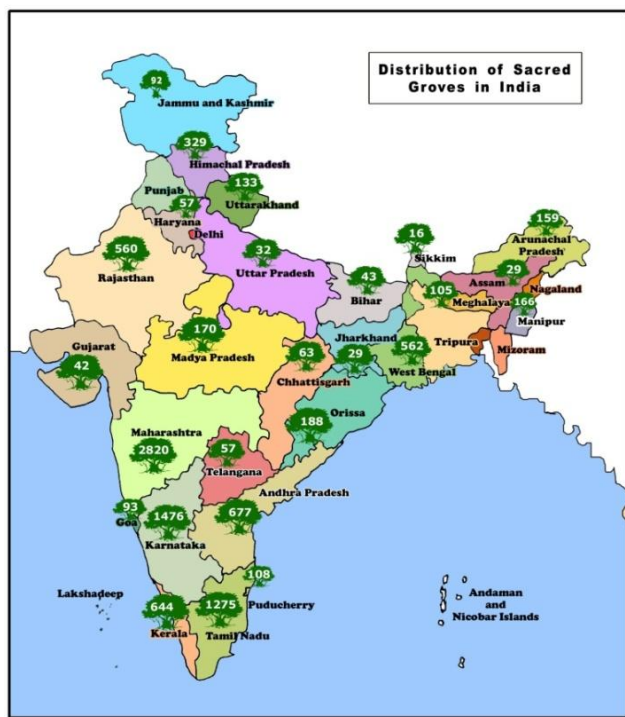 Distribution of Sacred
Groves in India
92
Jammu and Kashmir
329
Himachal Pradesh
Punjab
133
Uttarakhand
57
Haryana
Delhi
560
Rajasthan
32
Uttar Pradesh
16
Sikkim
159
Arunachal
Pradesh
29
Assam
Nagaland
43
Bihar
105
Meghalaya
166
Manipur
170
Madya Pradesh
Gujarat
42
63
Chhattisgarh
Jharkhand
29
562
West Bengal
Tripura
Mizoram
188
Orissa
Maharashtra
2820
57
Telangana
Andhra Pradesh
677
93
Goa
1476
Karnataka
108
Puducherry
Lakshadeep
644
Kerala
1275
Tamil Nadu
Andaman
and
Nicobar Islands